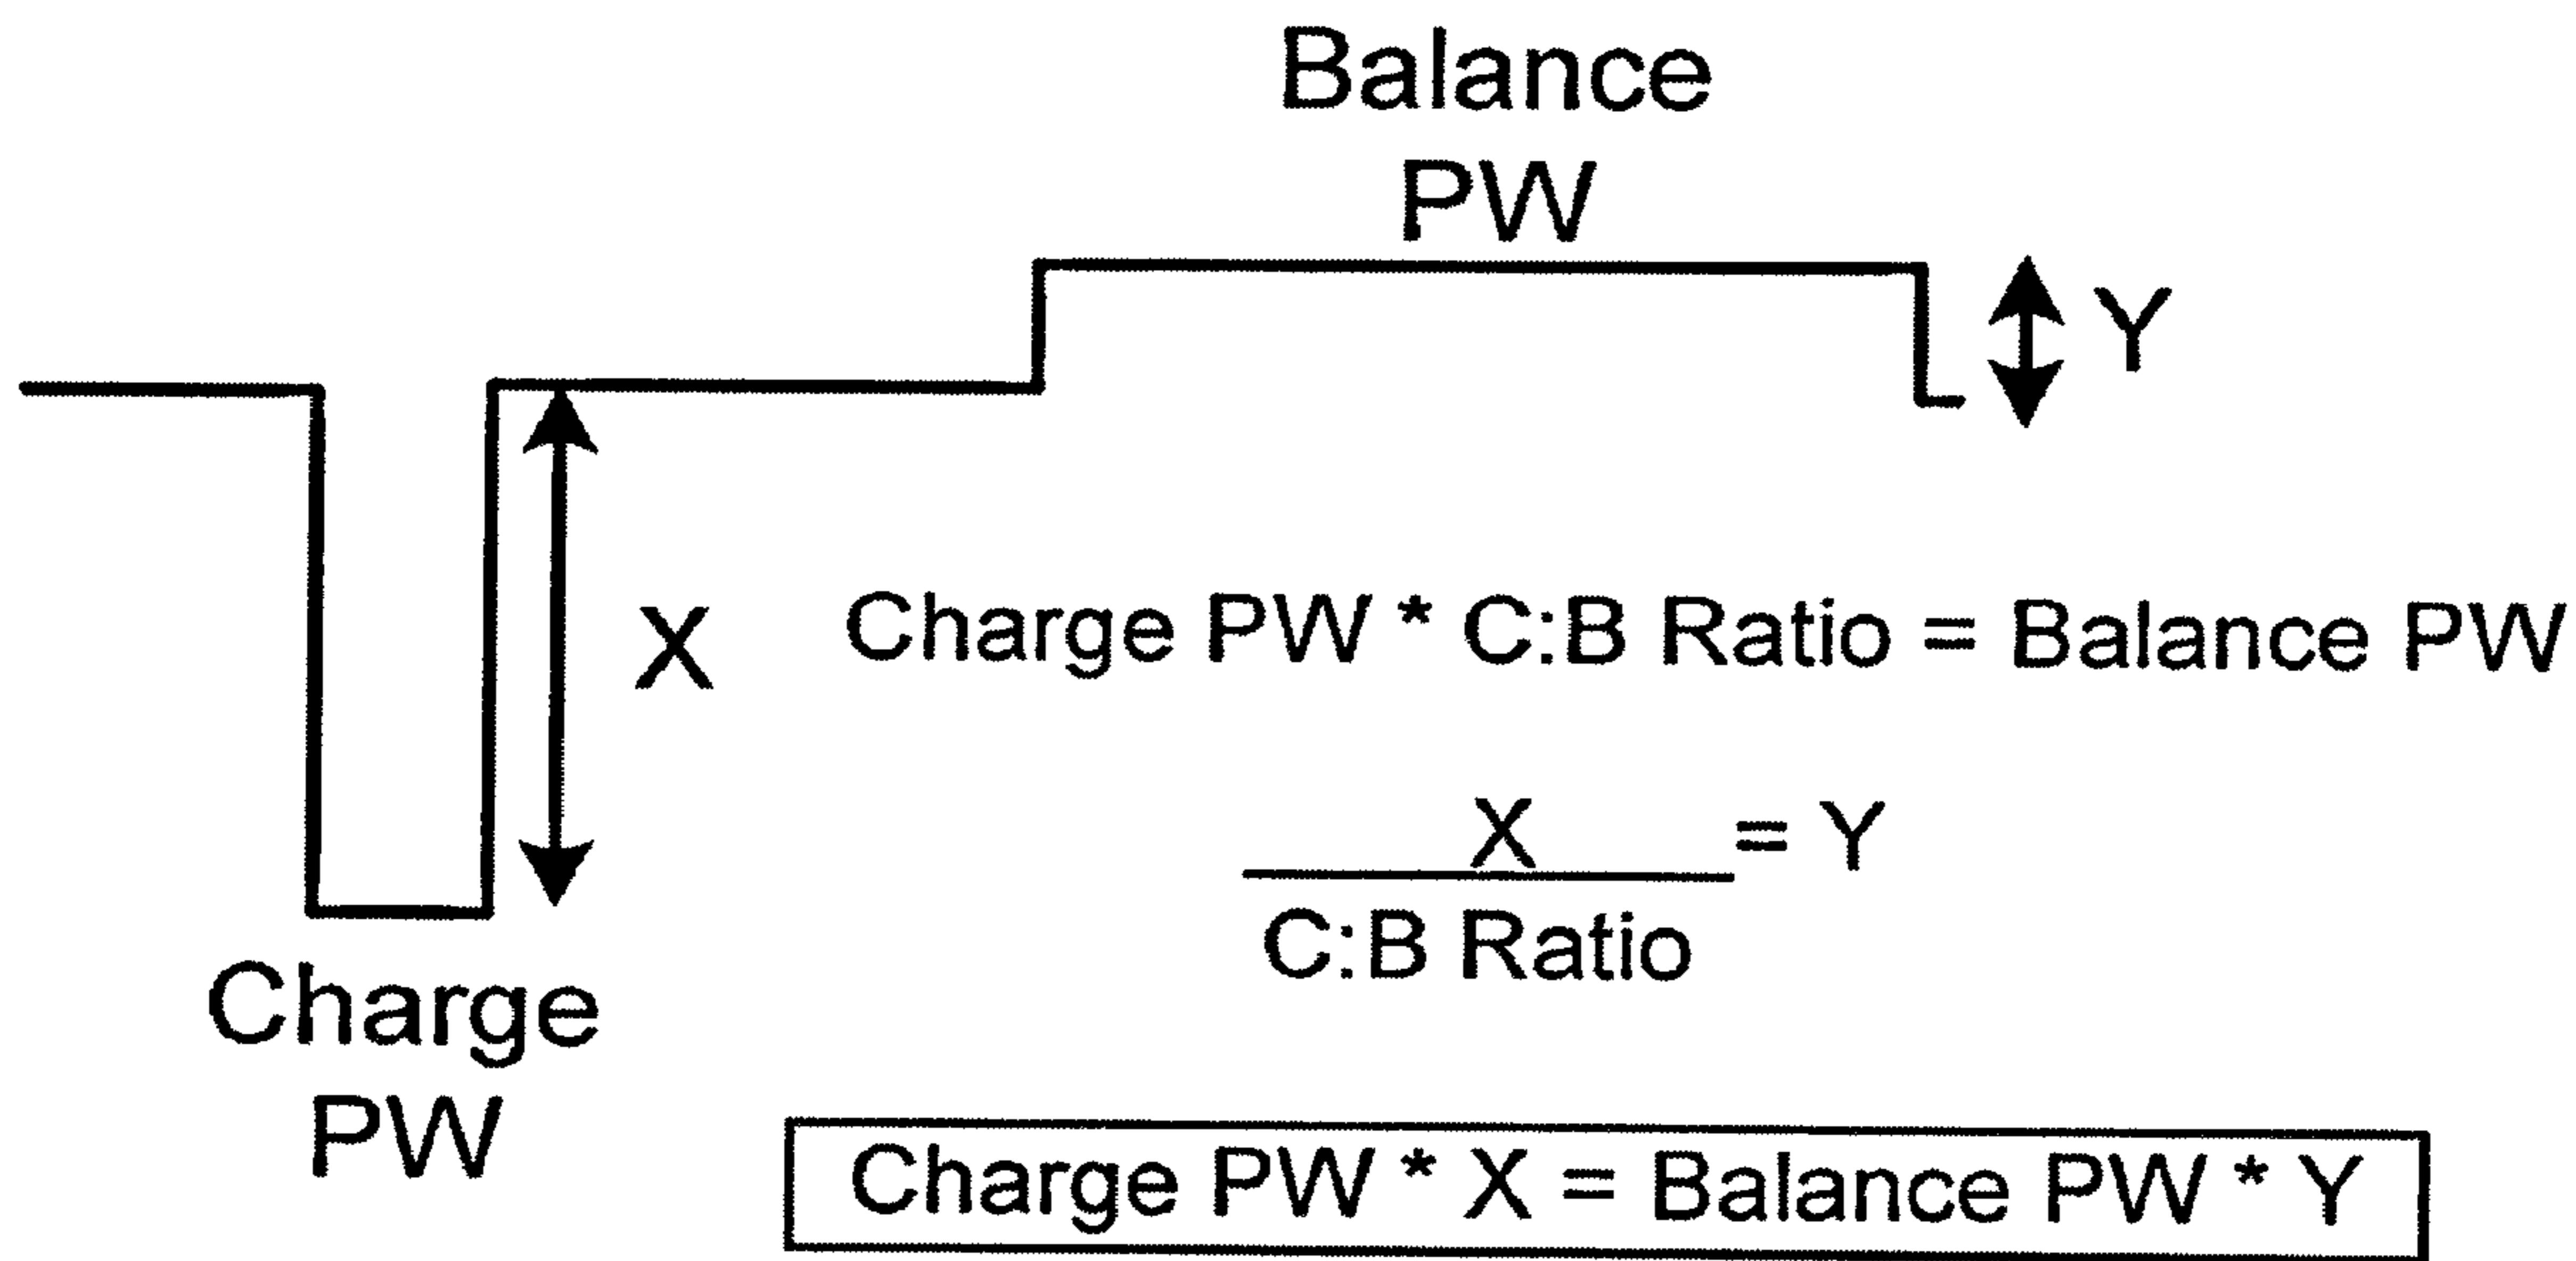 Balance
PW
Y
X
Charge PW * C:B Ratio = Balance PW
X
= Y
C:B Ratio
Charge
PW
Charge PW * X = Balance PW * Y